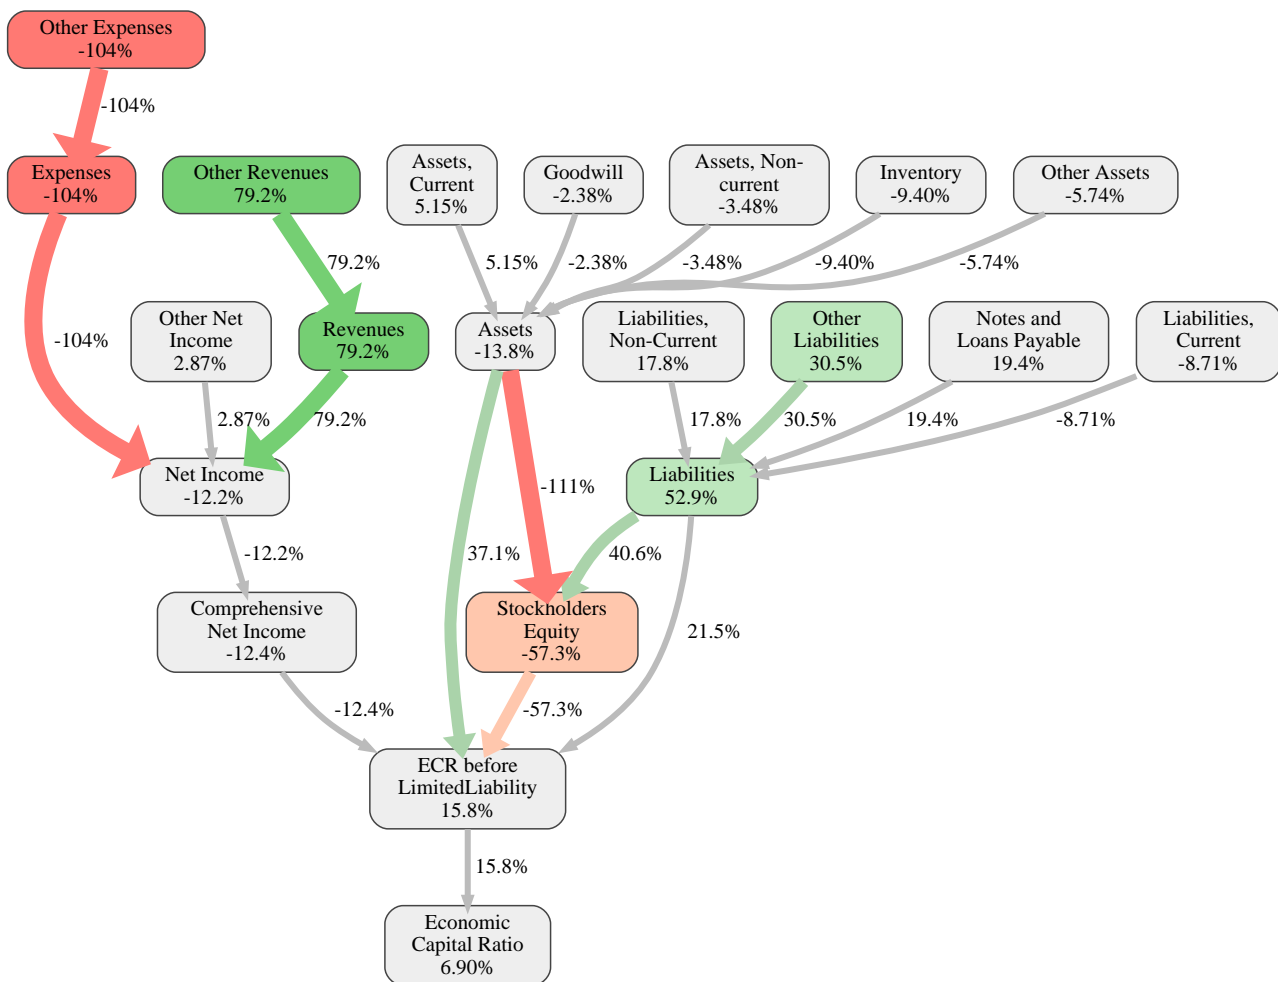 Other Expenses
-104%
-104%
Expenses
-104%
Other Revenues
79.2%
Assets,
Current
5.15%
Goodwill
-2.38%
Assets, Non-
current
-3.48%
Inventory
-9.40%
Other Assets
-5.74%
79.2%
5.15%
-2.38%
-3.48%
-9.40%
-5.74%
-104%
Other Net
Income
2.87%
Revenues
79.2%
Assets
-13.8%
Liabilities,
Non-Current
17.8%
Other
Liabilities
30.5%
Notes and
Loans Payable
19.4%
Liabilities,
Current
-8.71%
2.87%
79.2%
17.8%
30.5%
19.4%
-8.71%
Net Income
-12.2%
-111%
Liabilities
52.9%
-12.2%
37.1%
40.6%
Comprehensive
Net Income
-12.4%
Stockholders
Equity
-57.3%
21.5%
-12.4%
-57.3%
ECR before
LimitedLiability
15.8%
15.8%
Economic
Capital Ratio
6.90%